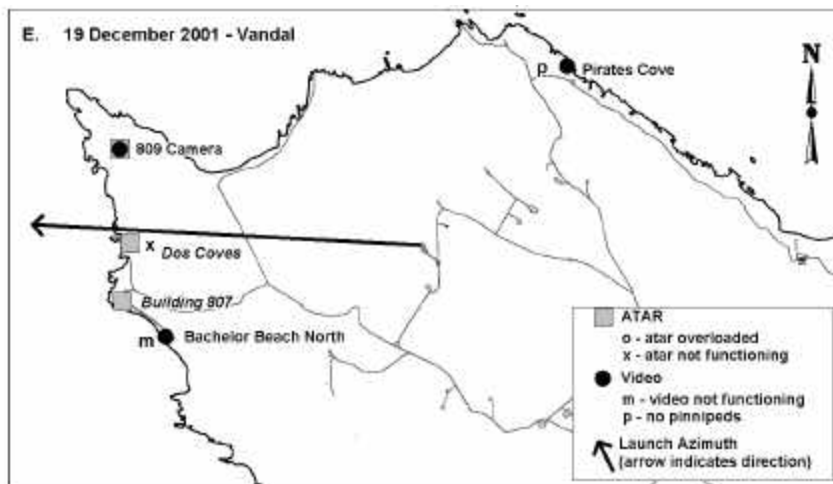 E. 19 December 2001 - Vandal
N
p
Pirates Cove
809 Camera
x Dos Coves
Building 807
m
Bachelor Beach North
ATAR
o - atar overloaded
x - atar not functioning
Video
m - video not functioning
p - no pinnipeds
Launch Azimuth
(arrow indicates direction)